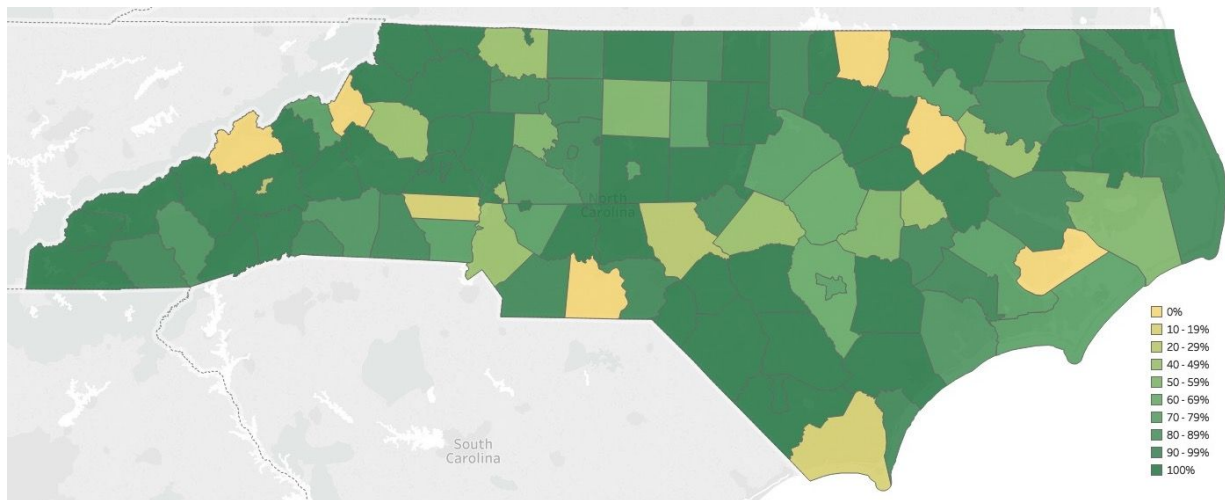 North
Carolina
South
Carolina
0%
10 - 19%
20 - 29%
40 - 49%
50 - 59%
60 - 69%
70 - 79%
80 - 89%
90 - 99%
100%